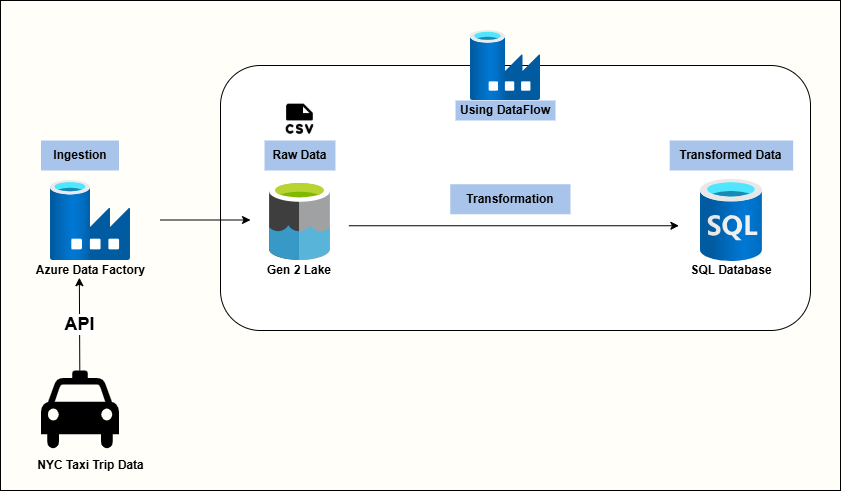 Using DataFlow
CSV
Ingestion
Raw Data
Transformed Data
Transformation
SQL
Azure Data Factory
Gen 2 Lake
SQL Database
API
NYC Taxi Trip Data